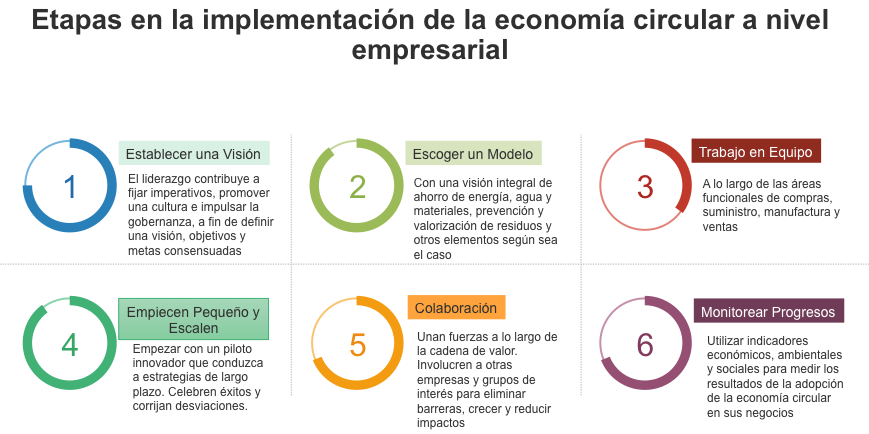 Etapas en la implementación de la economía circular a nivel
empresarial
1
Establecer una Visión
El liderazgo contribuye a
fijar imperativos, promover
una cultura e impulsar la
gobernanza, a fin de definir
una visión, objetivos y
metas consensuadas
2
Escoger un Modelo
Con una visión integral de
ahorro de energía, agua y
materiales, prevención y
valorización de residuos y
otros elementos según sea
el caso
3
Trabajo en Equipo
A lo largo de las áreas
funcionales de compras,
suministro, manufactura y
ventas
4
Empiecen Pequeño y
Escalen
Empezar con un piloto
innovador que conduzca
a estrategias de largo
plazo. Celebren éxitos y
corrijan desviaciones.
5
Colaboración
Unan fuerzas a lo largo de
la cadena de valor.
Involucren a otras
empresas y grupos de
interés para eliminar
barreras, crecer y reducir
impactos
6
Monitorear Progresos
Utilizar indicadores
económicos, ambientales
y sociales para medir los
resultados de la adopción
de la economía circular
en sus negocios